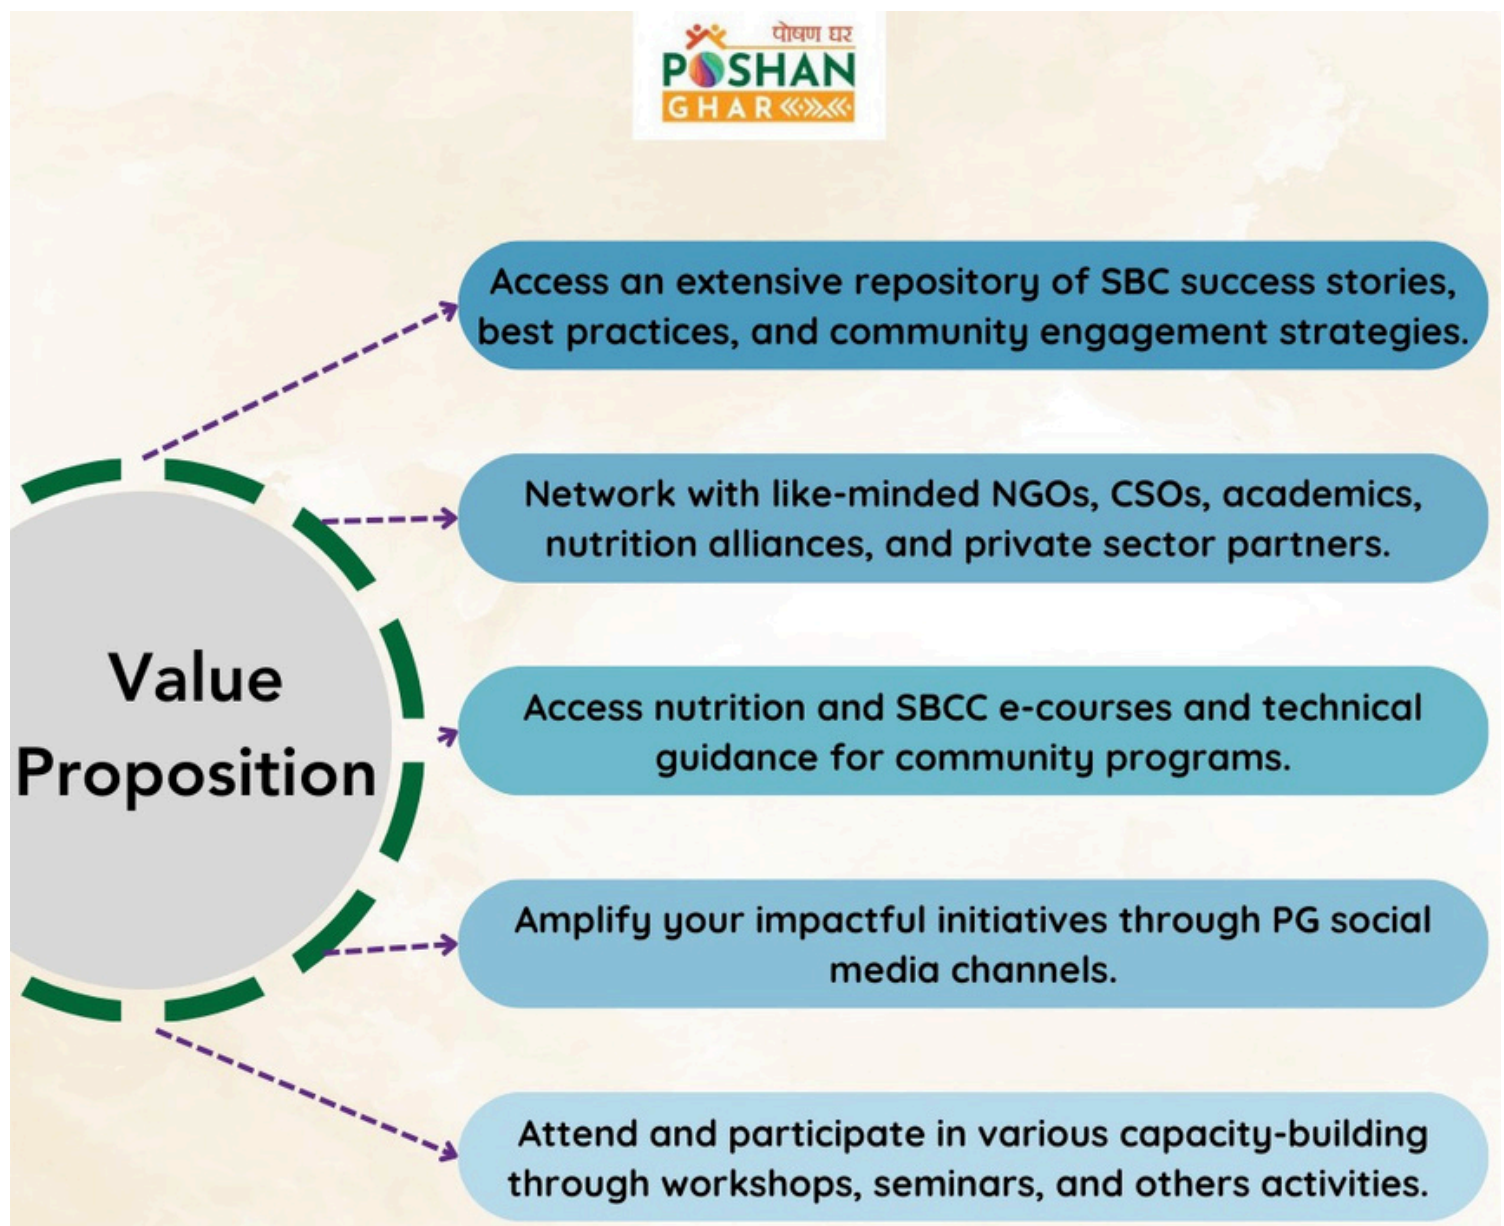 पोषण घर
POSHAN
GHAR
Access an extensive repository of SBC success stories,
best practices, and community engagement strategies.
Network with like-minded NGOs, CSOs, academics,
nutrition alliances, and private sector partners.
Value
Proposition
Access nutrition and SBCC e-courses and technical
guidance for community programs.
Amplify your impactful initiatives through PG social
media channels.
Attend and participate in various capacity-building
through workshops, seminars, and others activities.